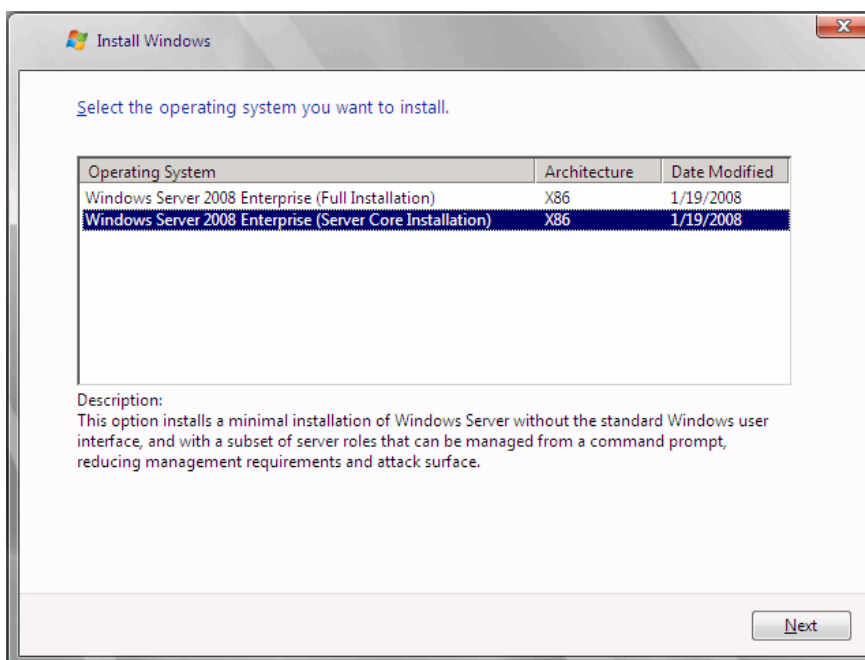 Install Windows
Select the operating system you want to install.
Operating System Architecture Date Modified
Windows Server 2008 Enterprise (Full Installation) X86 1/19/2008
Windows Server 2008 Enterprise (Server Core Installation) X86 1/19/2008
Description:
This option installs a minimal installation of Windows Server without the standard Windows user
interface, and with a subset of server roles that can be managed from a command prompt,
reducing management requirements and attack surface.
Next